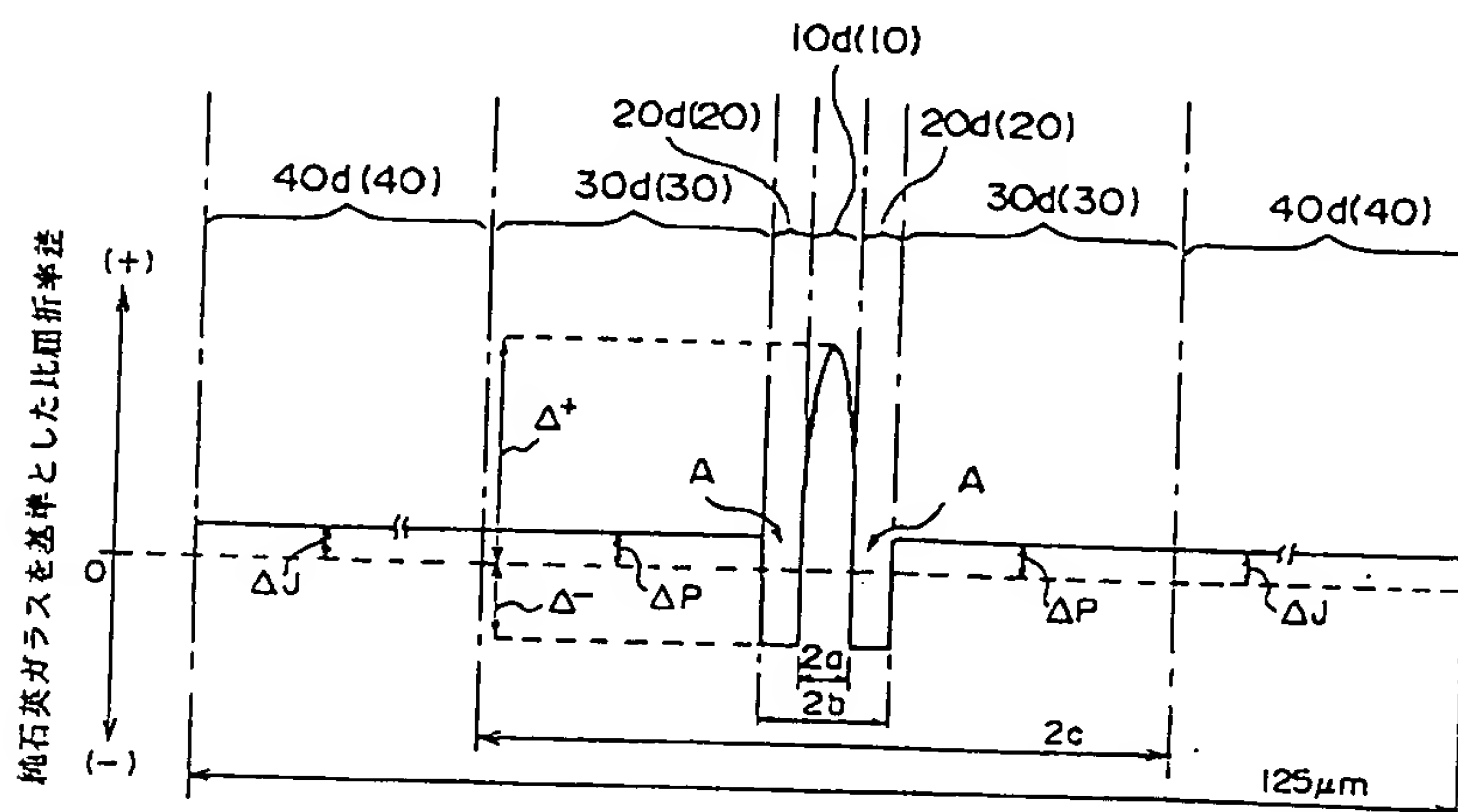 10d(10)
20d(20)
20d(20)
40d(40)
30d(30)
30d(30)
40d(40)
純石英ガラスを基準とした比屈折率差
(+)
Δ+
A
A
O
ΔJ
Δ-
ΔP
ΔP
ΔJ
2a
2b
2c
(-)
125μm